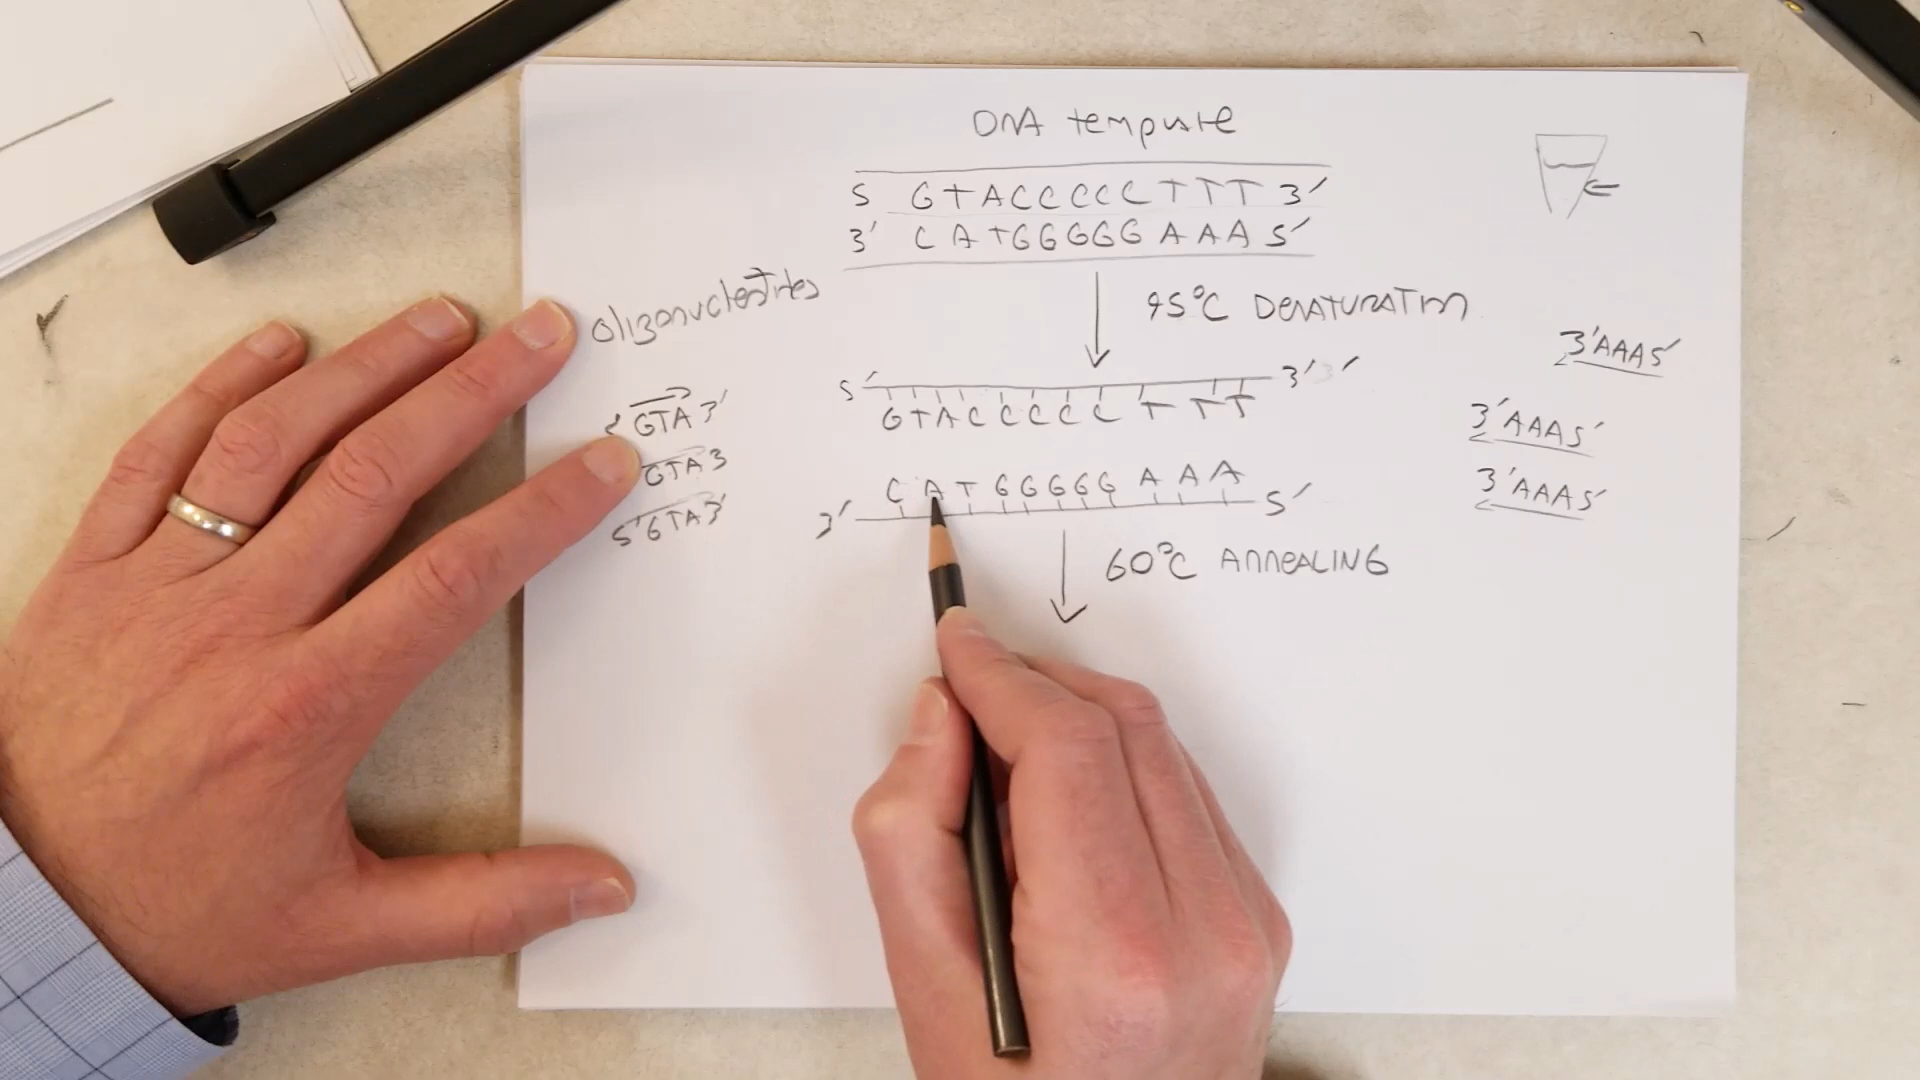 DNA template
5 GTACCCCCTTT 3'
3' CATGGGGGAAA 5'
oligonucleotides
95°C DENATURATION
3'AAA5'
5' 3'
GTA 3'
GTACCCCCTTT
3'AAA5'
GTA 3
CATGGGGGAAA
3'AAA5'
3' 5'
5'GTA3'
60°C ANNEALING